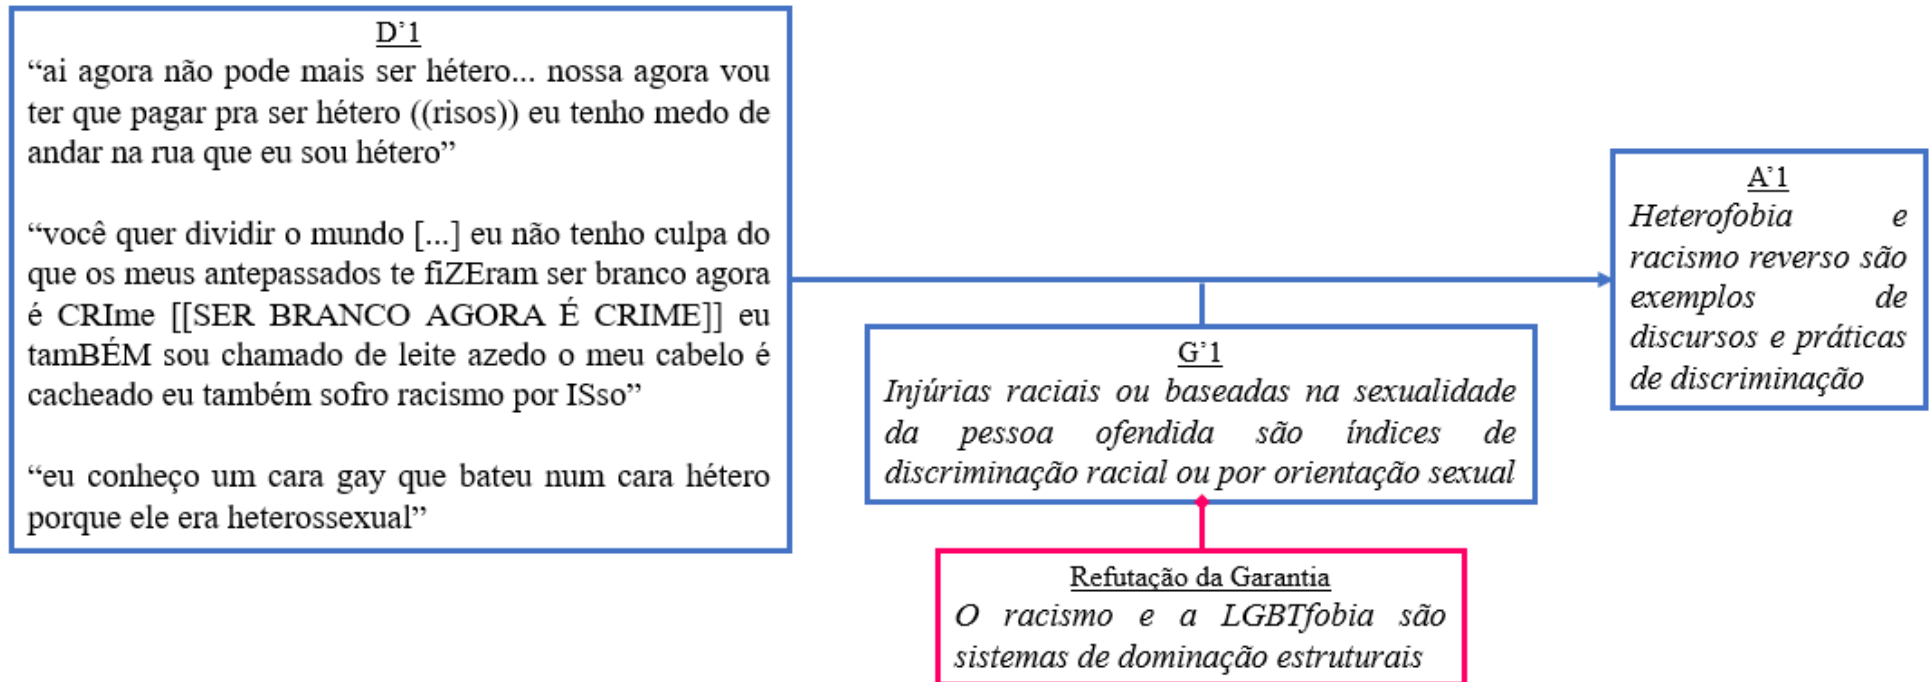 D’1
“ai agora não pode mais ser hétero... nossa agora vou
ter que pagar pra ser hétero ((risos)) eu tenho medo de
andar na rua que eu sou hétero”
“você quer dividir o mundo [...] eu não tenho culpa do
que os meus antepassados te fiZEram ser branco agora
é CRIme [[SER BRANCO AGORA É CRIME]] eu
tamBÉM sou chamado de leite azedo o meu cabelo é
cacheado eu também sofro racismo por ISso”
“eu conheço um cara gay que bateu num cara hétero
porque ele era heterossexual”
G’1
Injúrias raciais ou baseadas na sexualidade
da pessoa ofendida são índices de
discriminação racial ou por orientação sexual
Refutação da Garantia
O racismo e a LGBTfobia são
sistemas de dominação estruturais
A’1
Heterofobia e
racismo reverso são
exemplos de
discursos e práticas
de discriminação